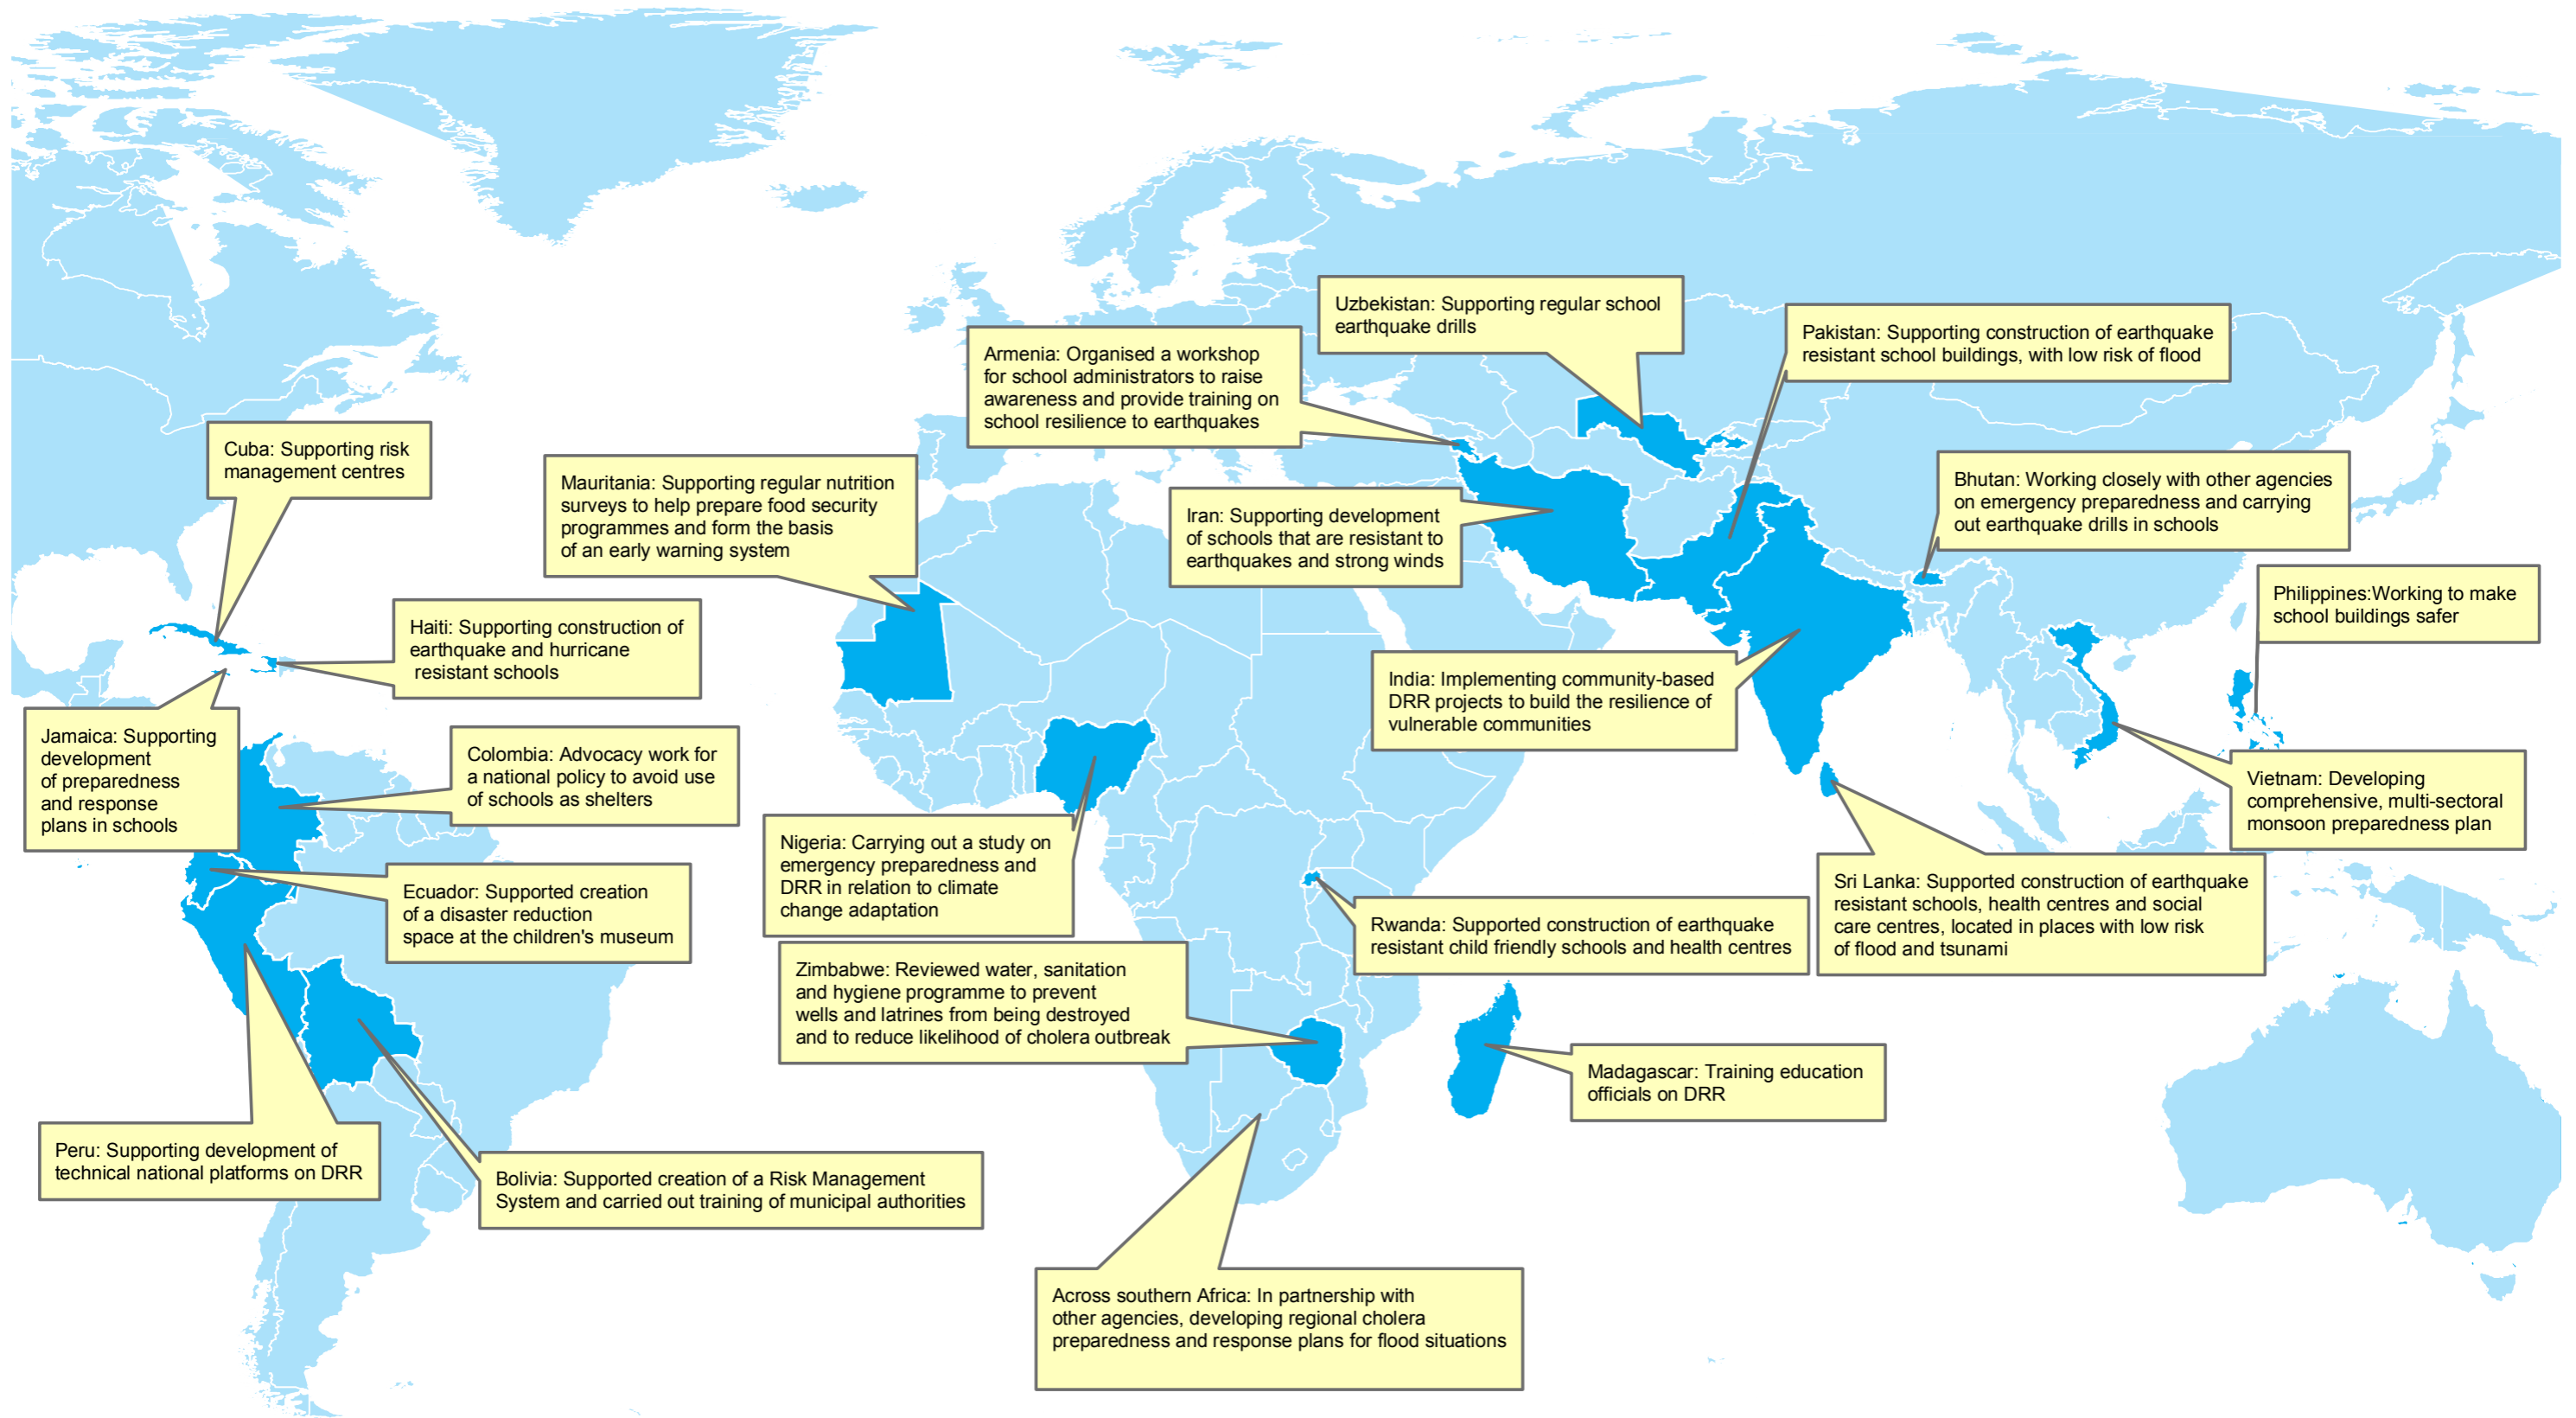 Uzbekistan: Supporting regular school
earthquake drills
Pakistan: Supporting construction of earthquake
resistant school buildings, with low risk of flood
Armenia: Organised a workshop
for school administrators to raise
awareness and provide training on
school resilience to earthquakes
Cuba: Supporting risk
management centres
Mauritania: Supporting regular nutrition
surveys to help prepare food security
programmes and form the basis
of an early warning system
Iran: Supporting development
of schools that are resistant to
earthquakes and strong winds
Bhutan: Working closely with other agencies
on emergency preparedness and carrying
out earthquake drills in schools
Philippines:Working to make
school buildings safer
Haiti: Supporting construction of
earthquake and hurricane
resistant schools
India: Implementing community-based
DRR projects to build the resilience of
vulnerable communities
Jamaica: Supporting
development
of preparedness
and response
plans in schools
Colombia: Advocacy work for
a national policy to avoid use
of schools as shelters
Vietnam: Developing
comprehensive, multi-sectoral
monsoon preparedness plan
Nigeria: Carrying out a study on
emergency preparedness and
DRR in relation to climate
change adaptation
Ecuador: Supported creation
of a disaster reduction
space at the children's museum
Sri Lanka: Supported construction of earthquake
resistant schools, health centres and social
care centres, located in places with low risk
of flood and tsunami
Rwanda: Supported construction of earthquake
resistant child friendly schools and health centres
Zimbabwe: Reviewed water, sanitation
and hygiene programme to prevent
wells and latrines from being destroyed
and to reduce likelihood of cholera outbreak
Madagascar: Training education
officials on DRR
Peru: Supporting development of
technical national platforms on DRR
Bolivia: Supported creation of a Risk Management
System and carried out training of municipal authorities
Across southern Africa: In partnership with
other agencies, developing regional cholera
preparedness and response plans for flood situations